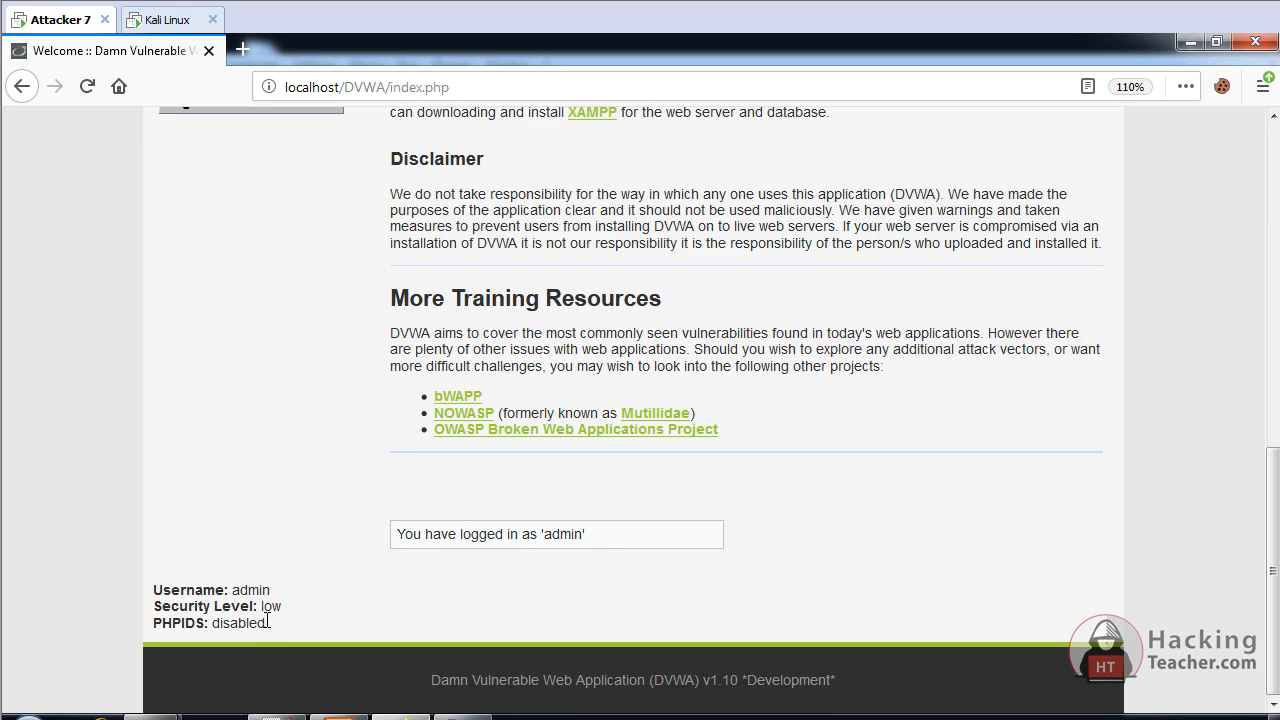 Attacker 7
Kali Linux
Welcome :: Damn Vulnerable W
localhost/DVWA/index.php
110%
can downloading and install XAMPP for the web server and database.
Disclaimer
We do not take responsibility for the way in which any one uses this application (DVWA). We have made the
purposes of the application clear and it should not be used maliciously. We have given warnings and taken
measures to prevent users from installing DVWA on to live web servers. If your web server is compromised via an
installation of DVWA it is not our responsibility it is the responsibility of the person/s who uploaded and installed it.
More Training Resources
DVWA aims to cover the most commonly seen vulnerabilities found in today's web applications. However there
are plenty of other issues with web applications. Should you wish to explore any additional attack vectors, or want
more difficult challenges, you may wish to look into the following other projects:
• bWAPP
• NOWASP (formerly known as Mutillidae)
• OWASP Broken Web Applications Project
You have logged in as 'admin'
Username: admin
Security Level: low
PHPIDS: disabled
Damn Vulnerable Web Application (DVWA) v1.10 *Development*
HT
Hacking
Teacher.com